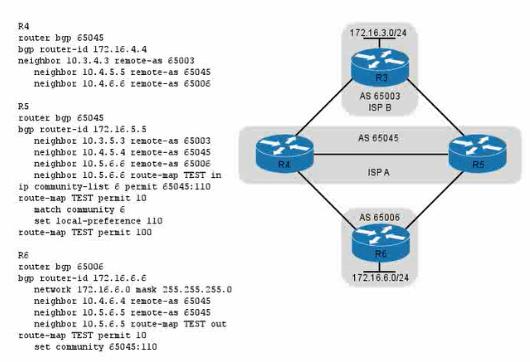 R4
router bgp 65045
bgp router-id 172.16.4.4
neighbor 10.3.4.3 remote-as 65003
neighbor 10.4.5.5 remote-as 65045
neighbor 10.4.6.6 remote-as 65006
R5
router bgp 65045
bgp router-id 172.16.5.5
neighbor 10.3.5.3 remote-as 65003
neighbor 10.4.5.4 remote-as 65045
neighbor 10.5.6.6 remote-as 65006
neighbor 10.5.6.6 route-map TEST in
ip community-list 6 permit 65045:110
route-map TEST permit 10
match community 6
set local-preference 110
route-map TEST permit 100
R6
router bgp 65006
bgp router-id 172.16.6.6
network 172.16.6.0 mask 255.255.255.0
neighbor 10.4.6.4 remote-as 65045
neighbor 10.5.6.5 remote-as 65045
neighbor 10.5.6.5 route-map TEST out
route-map TEST permit 10
set community 65045:110
172.16.3.0/24
R3
AS 65003
ISP B
AS 65045
R4
R5
ISP A
AS 65006
R6
172.16.6.0/24